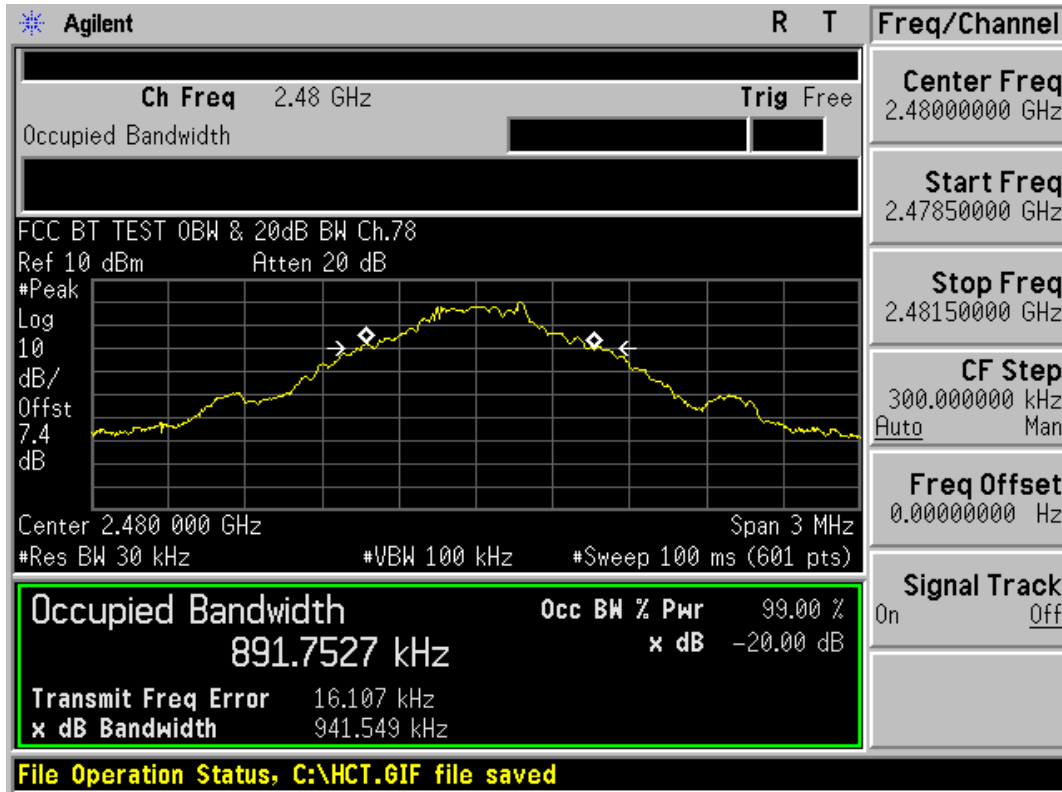 Agilent R T Freq/Channel
Ch Freq 2.48 GHz Trig Free
Occupied Bandwidth
FCC BT TEST OBW & 20dB BW Ch.78
Ref 10 dBm Atten 20 dB
#Peak
Log
10
dB/
Offst
7.4
dB
Center 2.480 000 GHz Span 3 MHz
#Res BW 30 kHz #VBW 100 kHz #Sweep 100 ms (601 pts)
Occupied Bandwidth
891.7527 kHz
Occ BW % Pwr 99.00 %
x dB -20.00 dB
Transmit Freq Error 16.107 kHz
x dB Bandwidth 941.549 kHz
Center Freq
2.48000000 GHz
Start Freq
2.47850000 GHz
Stop Freq
2.48150000 GHz
CF Step
300.000000 kHz
Auto Man
Freq Offset
0.00000000 Hz
Signal Track
On Off
File Operation Status, C:\HCT.GIF file saved